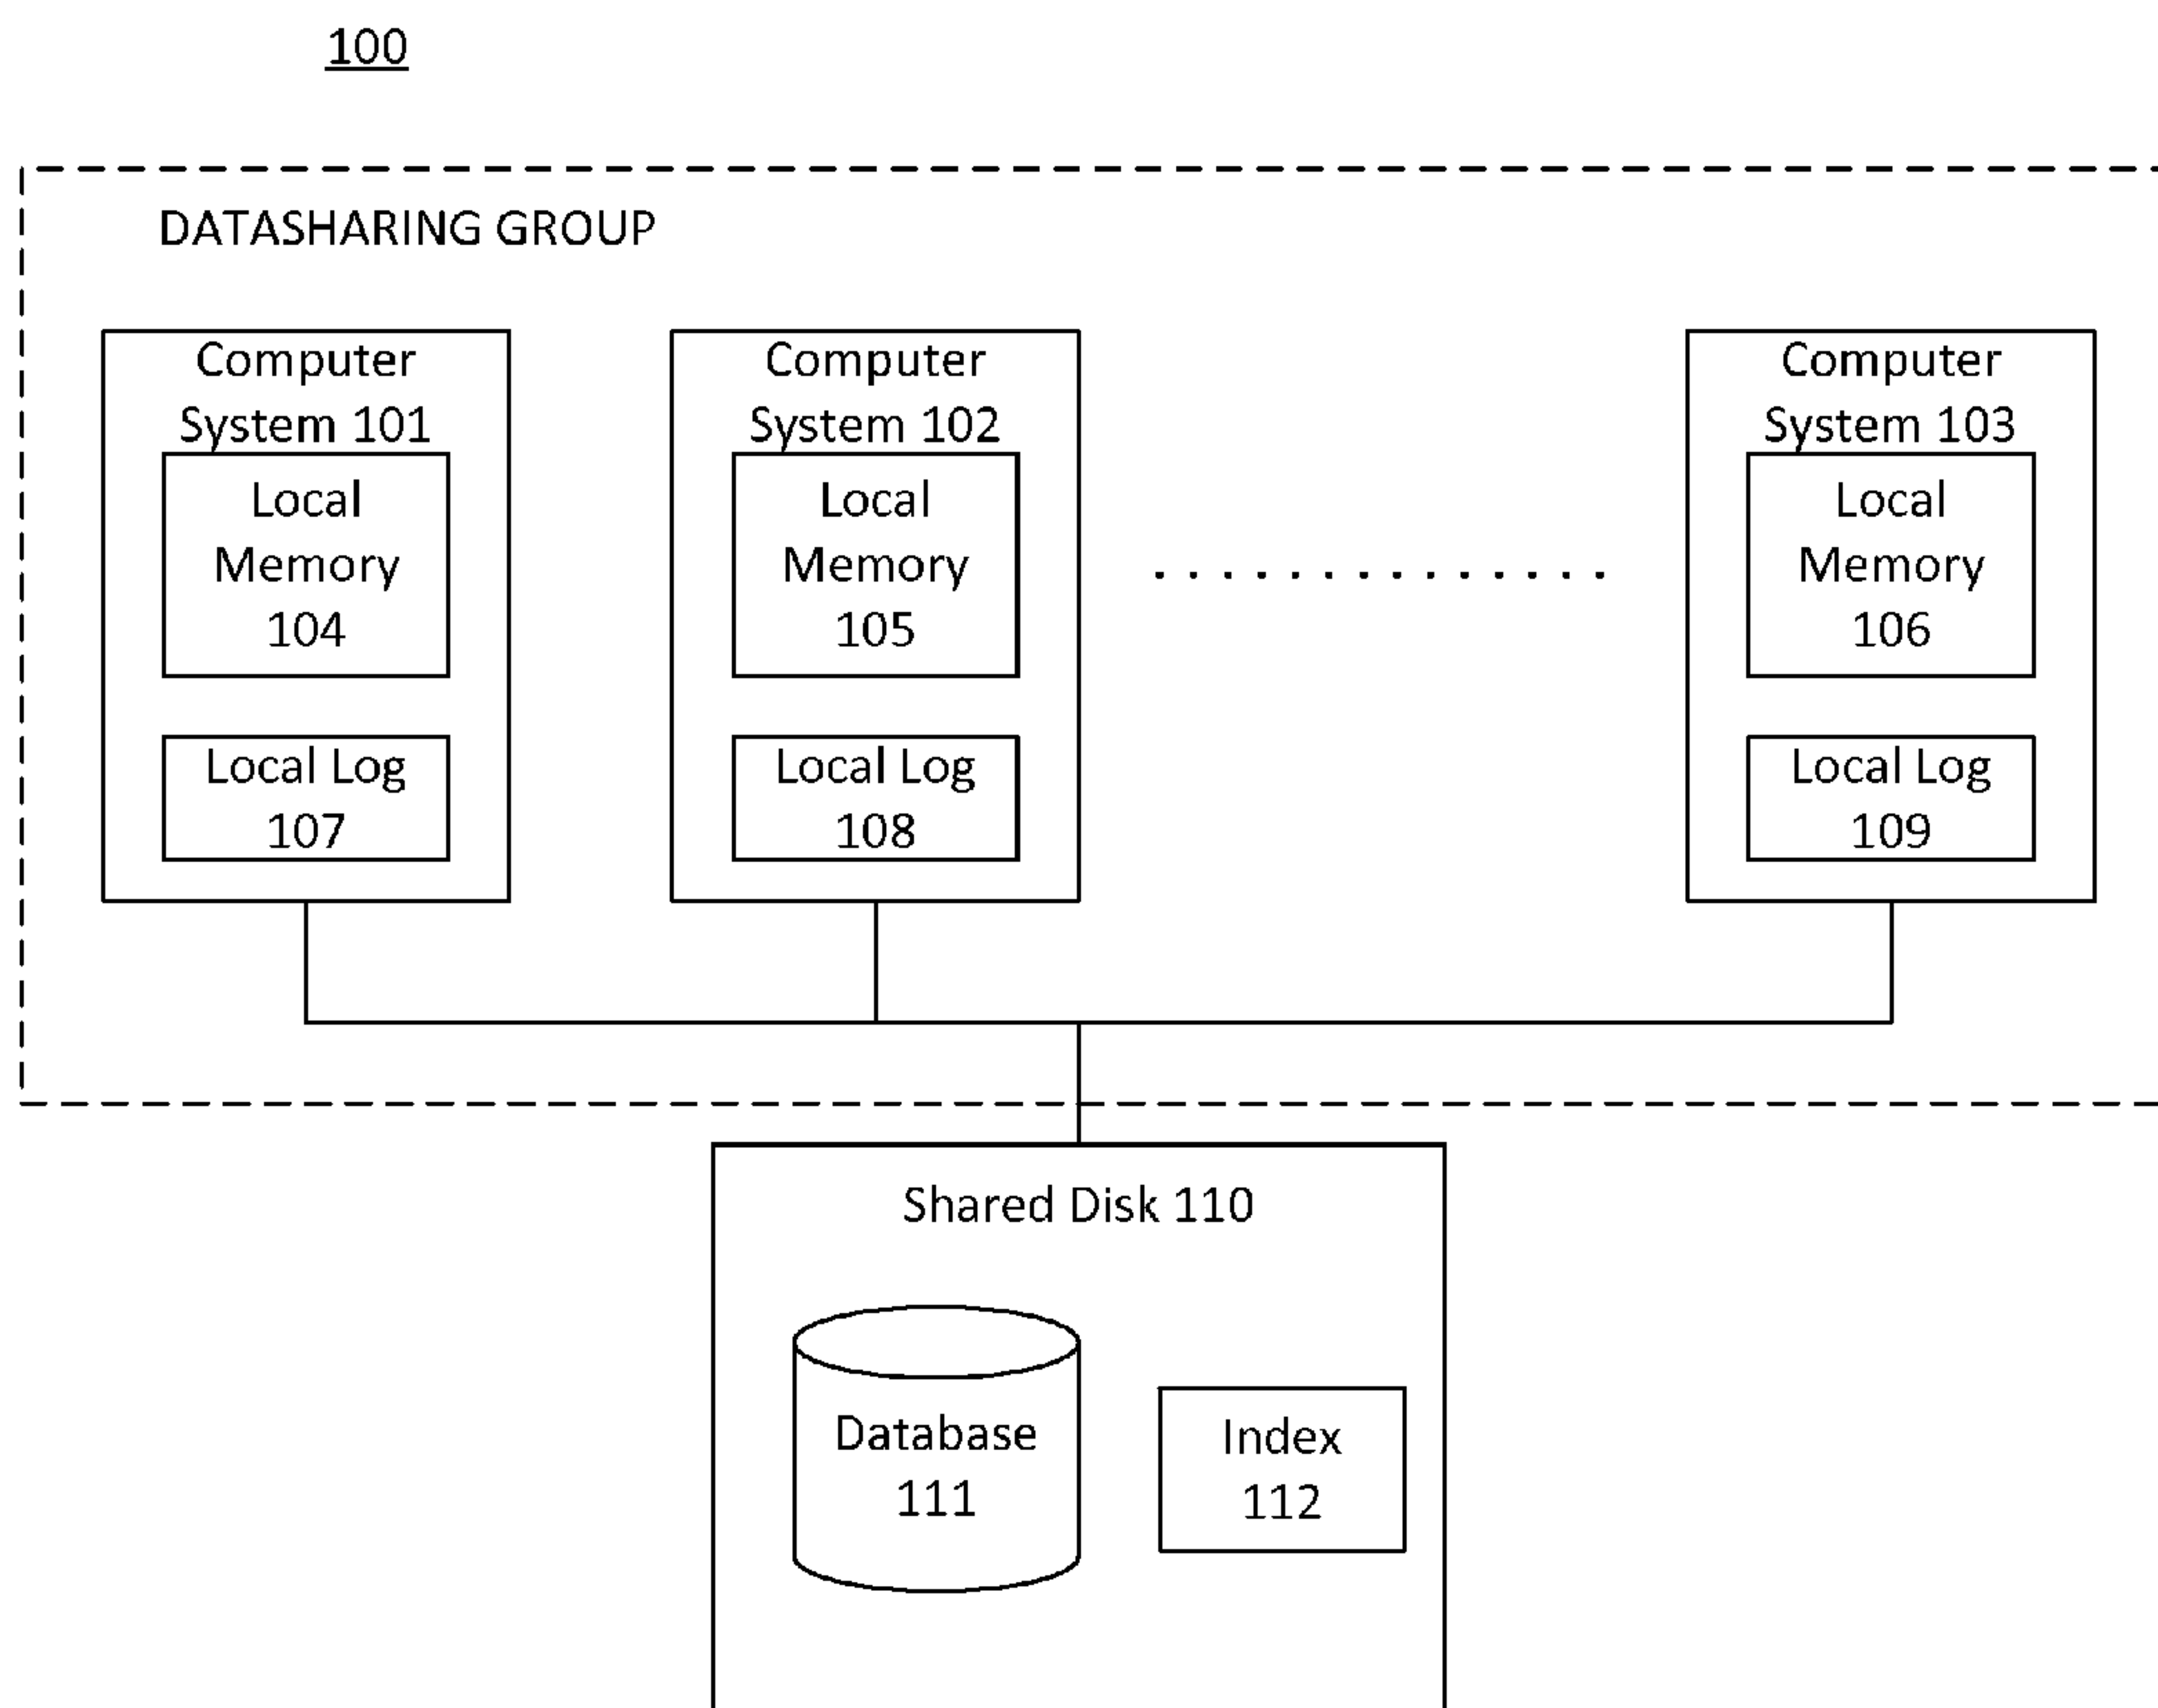 100
DATASHARING GROUP
Computer
System 101
Local
Memory
104
Local Log
107
Computer
System 102
Local
Memory
105
Local Log
108
Computer
System 103
Local
Memory
106
Local Log
109
Shared Disk 110
Database
111
Index
112